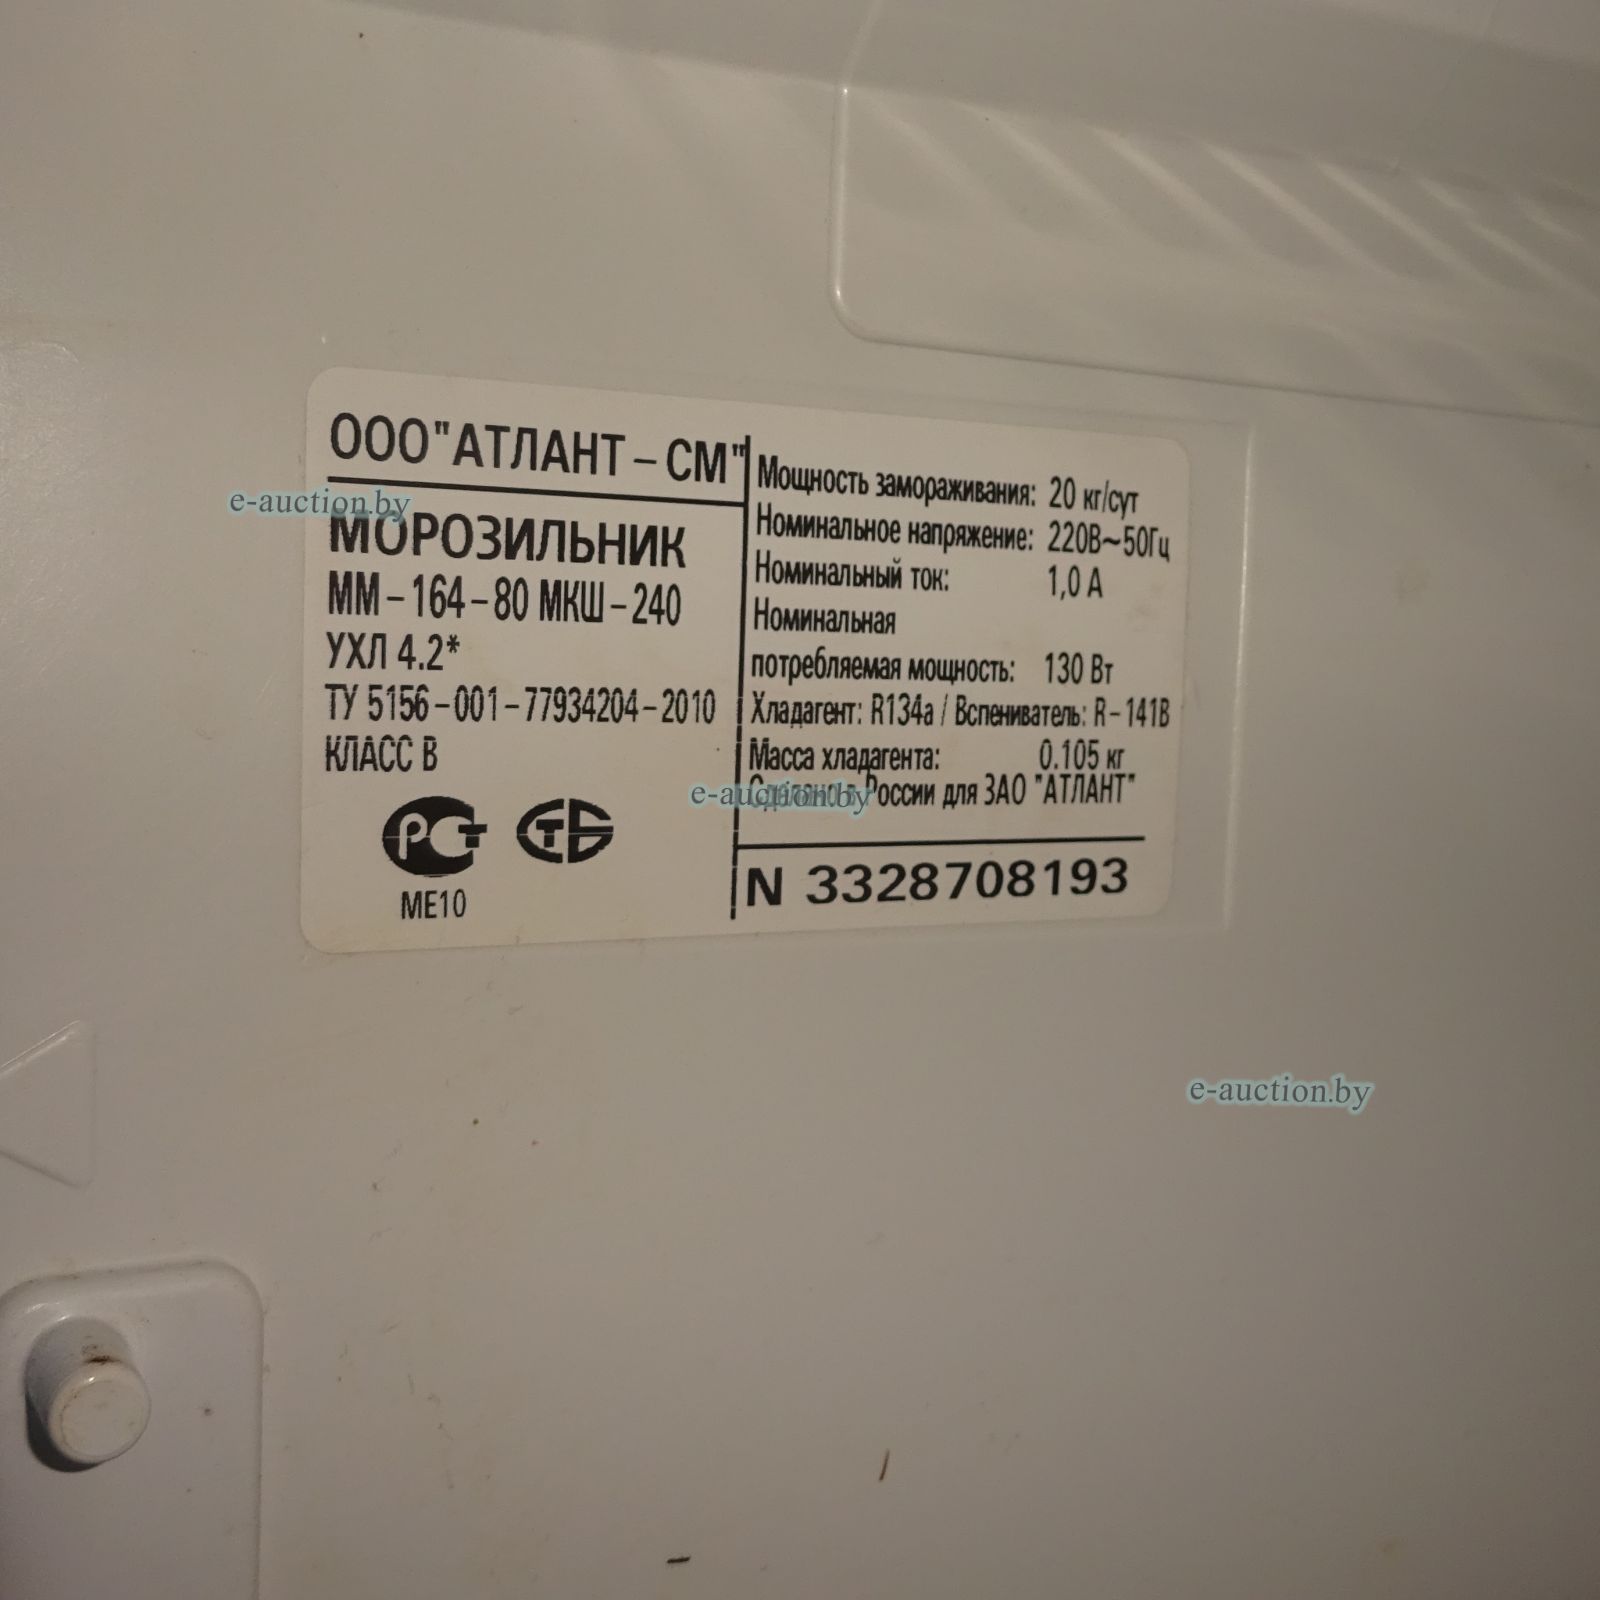 ООО "АТЛАНТ-СМ"
МОРОЗИЛЬНИК
ММ-164-80 МКШ-240
УХЛ 4.2*
ТУ 5156-001-77934204-2010
КЛАСС В
РСТ СТБ
МЕ10
Мощность замораживания: 20 кг/сут
Номинальное напряжение: 220В~50Гц
Номинальный ток: 1,0 А
Номинальная
потребляемая мощность: 130 Вт
Хладагент: R134a / Вспениватель: R-141B
Масса хладагента: 0.105 кг
Сделано в России для ЗАО "АТЛАНТ"
N 3328708193
e-auction.by
e-auction.by
e-auction.by